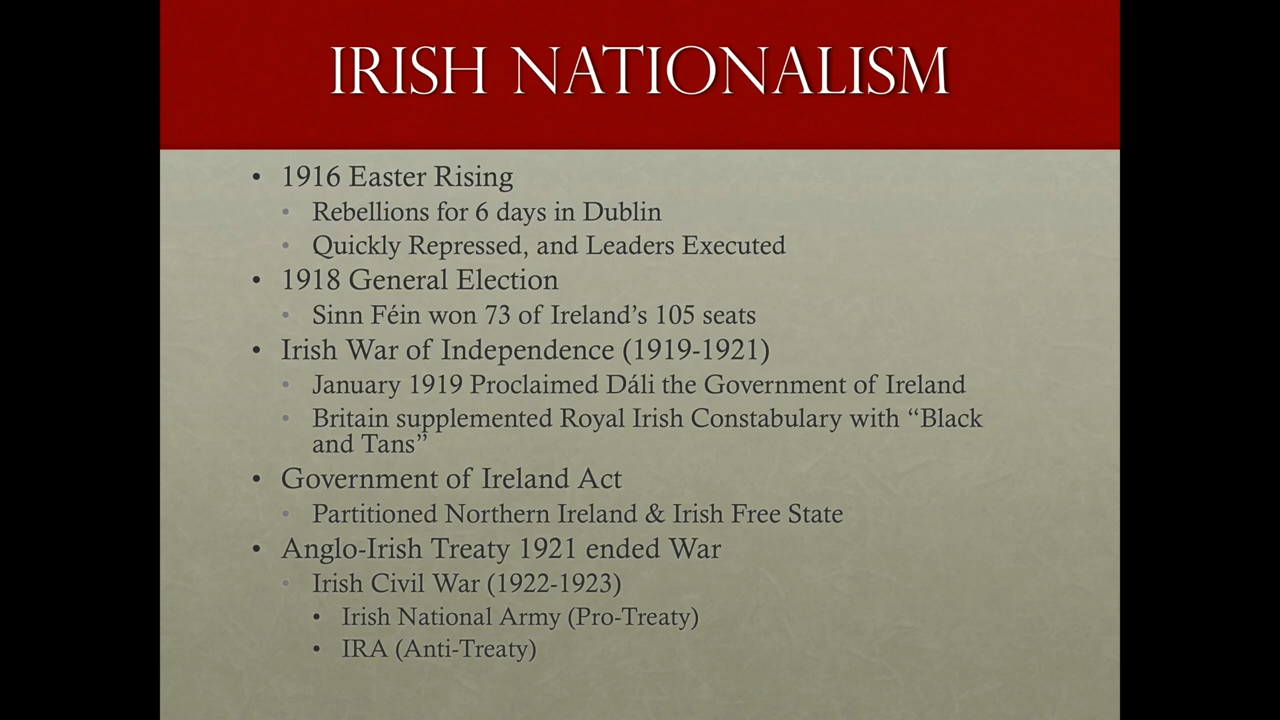 IRISH NATIONALISM
• 1916 Easter Rising
• Rebellions for 6 days in Dublin
• Quickly Repressed, and Leaders Executed
• 1918 General Election
• Sinn Féin won 73 of Ireland’s 105 seats
• Irish War of Independence (1919-1921)
• January 1919 Proclaimed Dáli the Government of Ireland
• Britain supplemented Royal Irish Constabulary with “Black
and Tans”
• Government of Ireland Act
• Partitioned Northern Ireland & Irish Free State
• Anglo-Irish Treaty 1921 ended War
• Irish Civil War (1922-1923)
• Irish National Army (Pro-Treaty)
• IRA (Anti-Treaty)